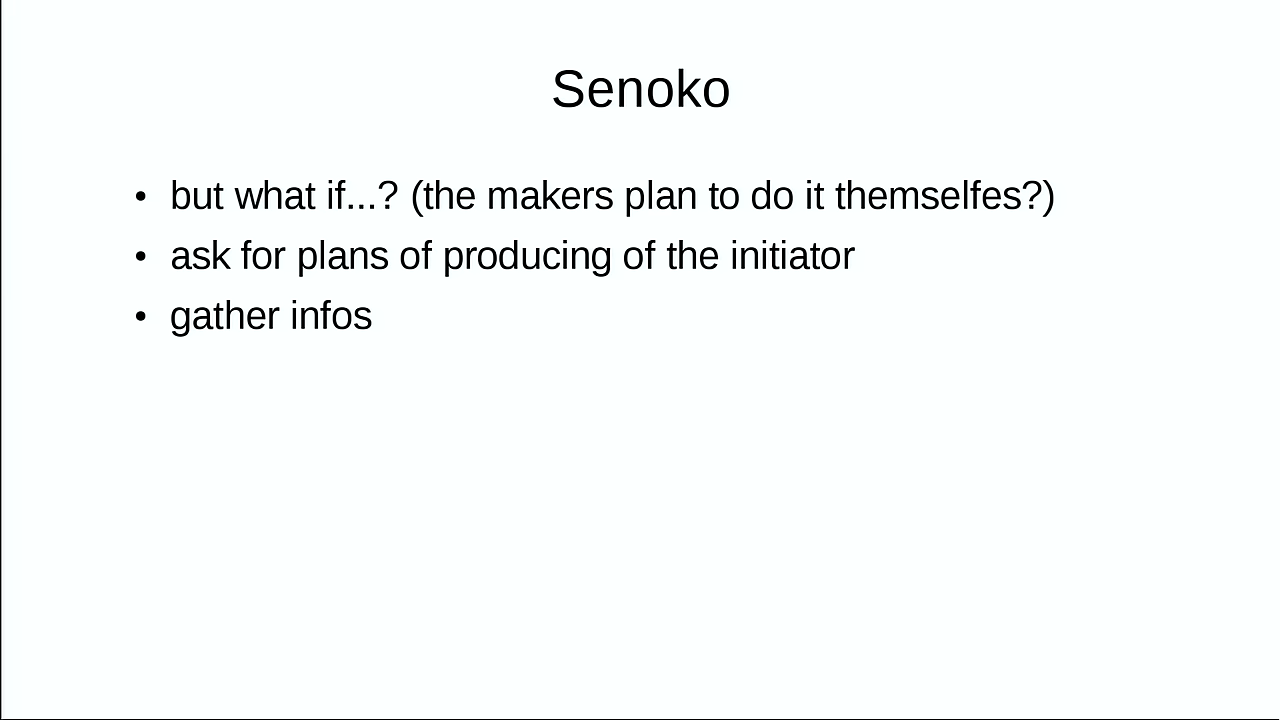 Senoko
• but what if...? (the makers plan to do it themselfes?)
• ask for plans of producing of the initiator
• gather infos